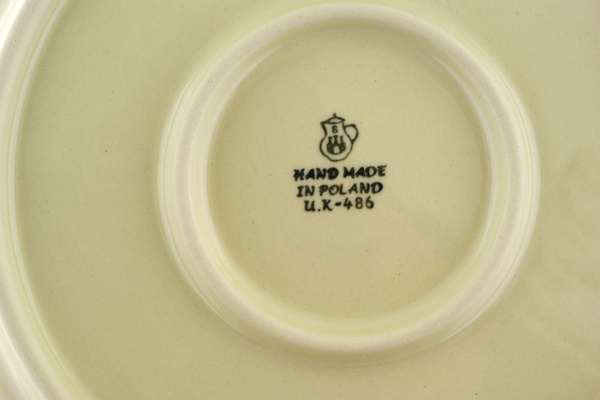 B
HAND MADE
IN POLAND
U.K-486